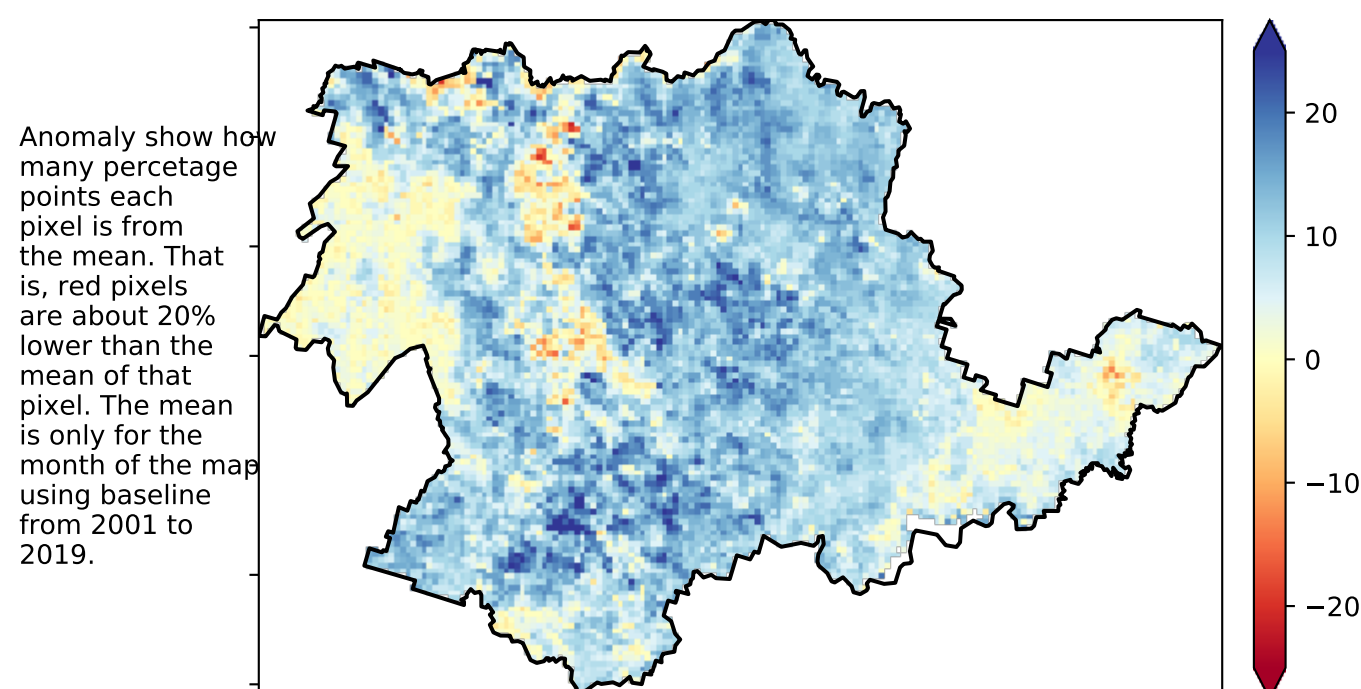 Anomaly show how
many percetage
points each
pixel is from
the mean. That
is, red pixels
are about 20%
lower than the
mean of that
pixel. The mean
is only for the
month of the map
using baseline
from 2001 to
2019.
20
10
0
−10
−20